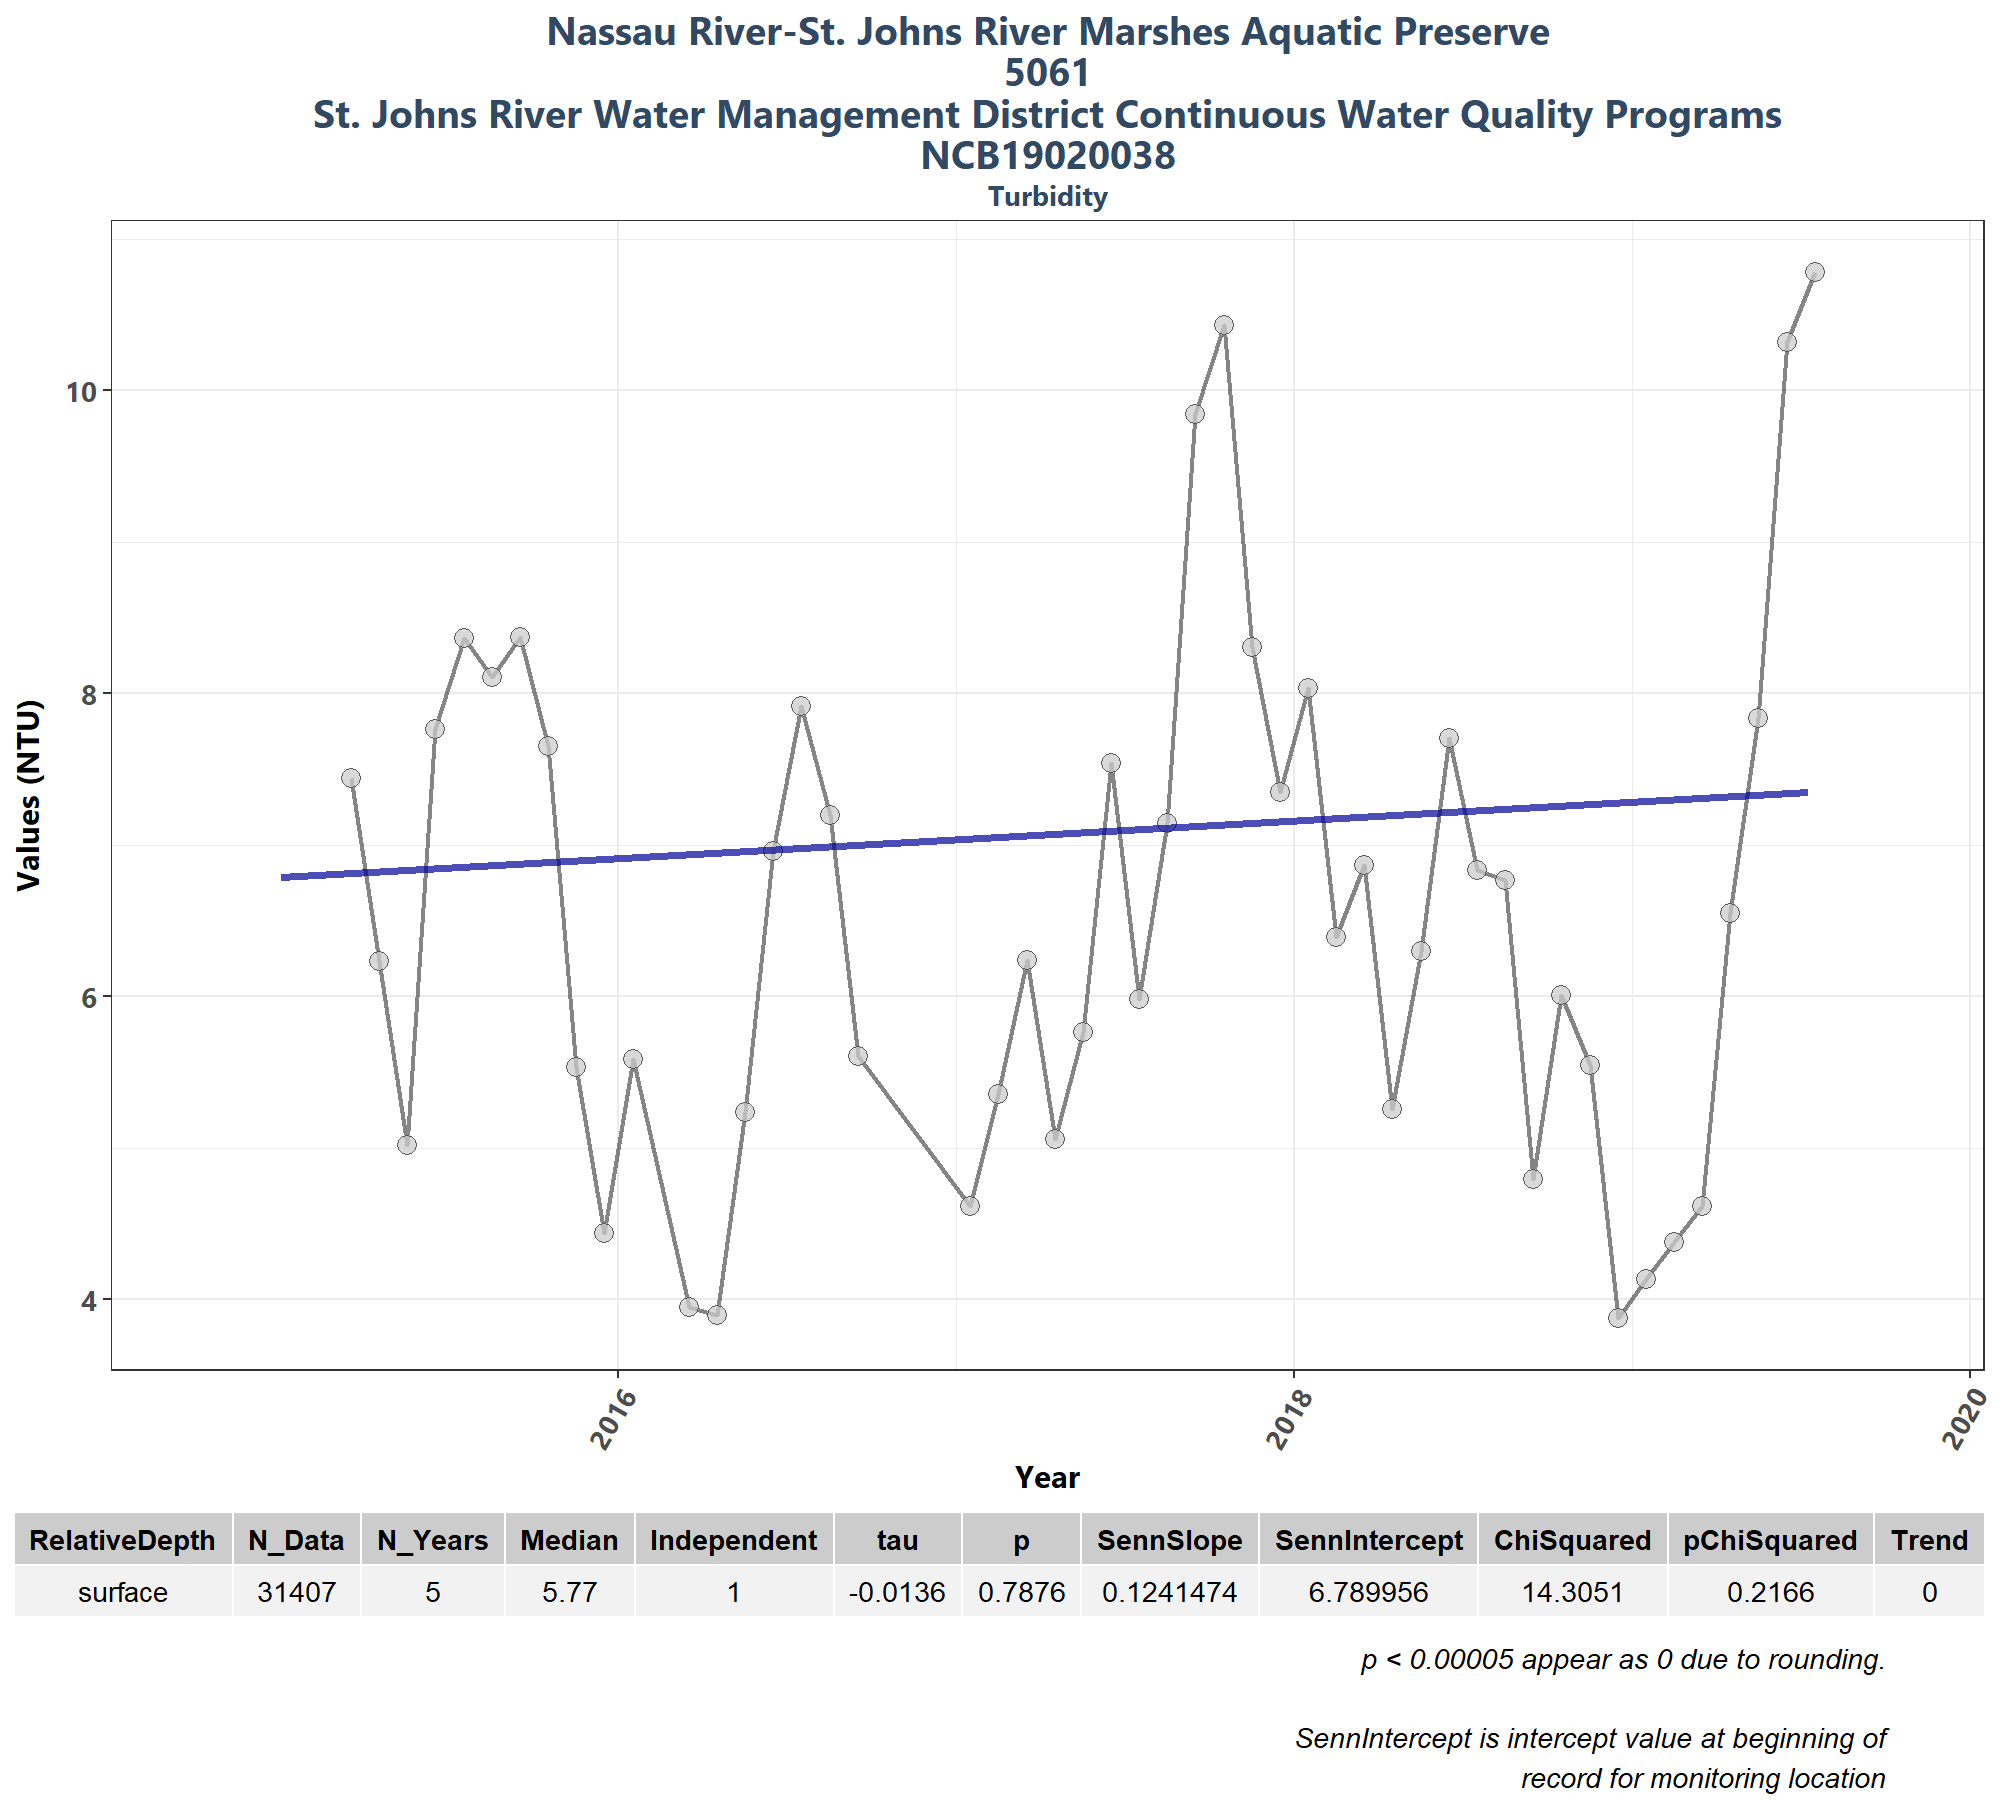 Nassau River-St. Johns River Marshes Aquatic Preserve
5061
St. Johns River Water Management District Continuous Water Quality Programs
NCB19020038
Turbidity
10
8
6
4
Values (NTU)
2016
2018
2020
Year
RelativeDepth N_Data N_Years Median Independent tau p SennSlope SennIntercept ChiSquared pChiSquared Trend
surface 31407 5 5.77 1 -0.0136 0.7876 0.1241474 6.789956 14.3051 0.2166 0
p < 0.00005 appear as 0 due to rounding.
SennIntercept is intercept value at beginning of
record for monitoring location